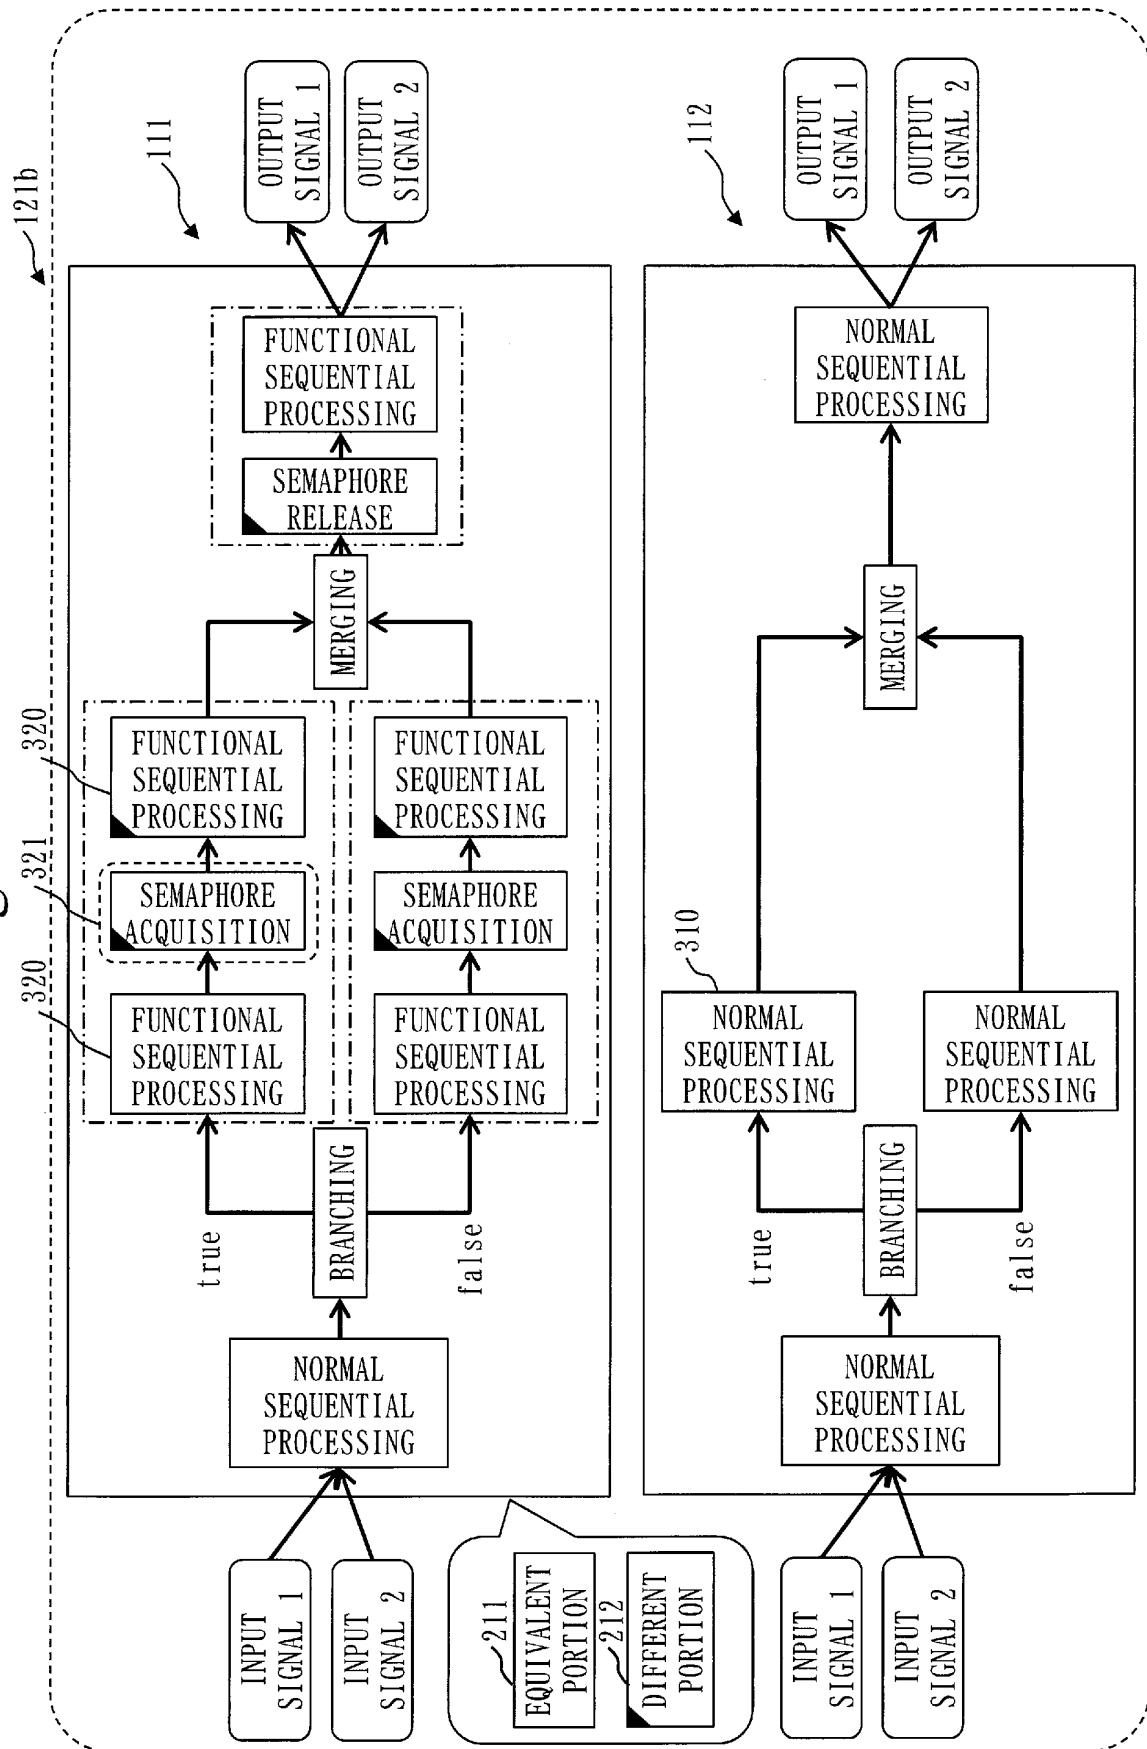 121b
111
INPUT
SIGNAL 1
INPUT
SIGNAL 2
NORMAL
SEQUENTIAL
PROCESSING
BRANCHING
true
false
320
FUNCTIONAL
SEQUENTIAL
PROCESSING
321
SEMAPHORE
ACQUISITION
320
FUNCTIONAL
SEQUENTIAL
PROCESSING
FUNCTIONAL
SEQUENTIAL
PROCESSING
SEMAPHORE
ACQUISITION
FUNCTIONAL
SEQUENTIAL
PROCESSING
MERGING
SEMAPHORE
RELEASE
FUNCTIONAL
SEQUENTIAL
PROCESSING
OUTPUT
SIGNAL 1
OUTPUT
SIGNAL 2
211
EQUIVALENT
PORTION
212
DIFFERENT
PORTION
112
INPUT
SIGNAL 1
INPUT
SIGNAL 2
NORMAL
SEQUENTIAL
PROCESSING
BRANCHING
true
false
310
NORMAL
SEQUENTIAL
PROCESSING
NORMAL
SEQUENTIAL
PROCESSING
MERGING
NORMAL
SEQUENTIAL
PROCESSING
OUTPUT
SIGNAL 1
OUTPUT
SIGNAL 2